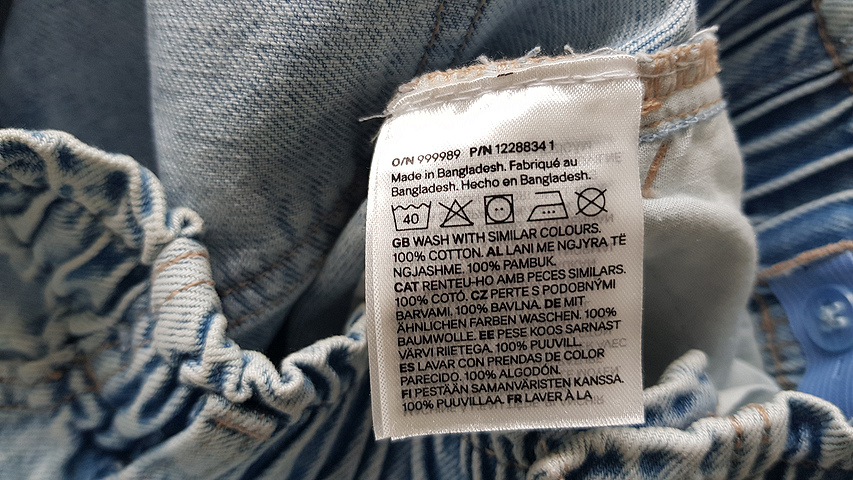 O/N 999989 P/N 1228834 1
Made in Bangladesh. Fabriqué au
Bangladesh. Hecho en Bangladesh.
40
GB WASH WITH SIMILAR COLOURS.
100% COTTON. AL LANI ME NGJYRA TË
NGJASHME. 100% PAMBUK.
CAT RENTEU-HO AMB PECES SIMILARS.
100% COTÓ. CZ PERTE S PODOBNÝMI
BARVAMI. 100% BAVLNA. DE MIT
ÄHNLICHEN FARBEN WASCHEN. 100%
BAUMWOLLE. EE PESE KOOS SARNAST
VÄRVI RIIETEGA. 100% PUUVILL.
ES LAVAR CON PRENDAS DE COLOR
PARECIDO. 100% ALGODÓN.
FI PESTÄÄN SAMANVÄRISTEN KANSSA.
100% PUUVILLAA. FR LAVER À LA